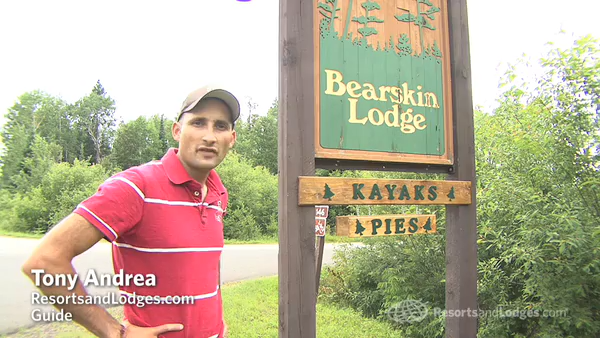 Bearskin
Lodge
KAYAKS
PIES
Tony Andrea
ResortsandLodges.com
Guide
ResortsandLodges.com